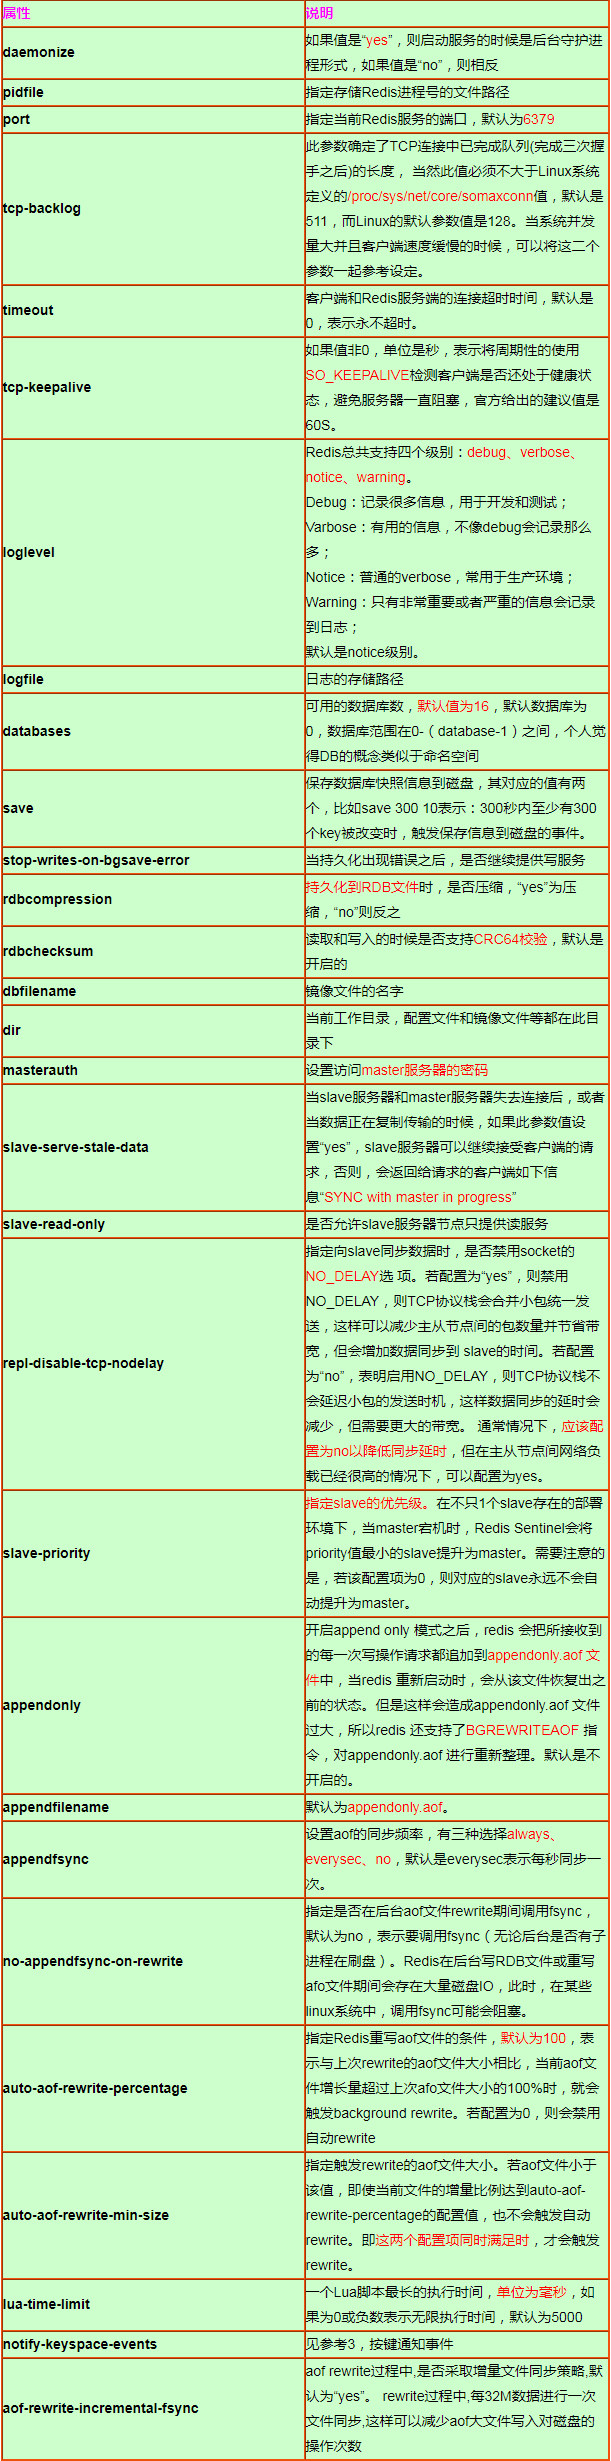 属性
说明
daemonize
如果值是“yes”，则启动服务的时候是后台守护进
程形式，如果值是“no”，则相反
pidfile
指定存储Redis进程号的文件路径
port
指定当前Redis服务的端口，默认为6379
tcp-backlog
此参数确定了TCP连接中已完成队列(完成三次握
手之后)的长度， 当然此值必须不大于Linux系统
定义的/proc/sys/net/core/somaxconn值，默认是
511，而Linux的默认参数值是128。当系统并发
量大并且客户端速度缓慢的时候，可以将这二个
参数一起参考设定。
timeout
客户端和Redis服务端的连接超时时间，默认是
0，表示永不超时。
tcp-keepalive
如果值非0，单位是秒，表示将周期性的使用
SO_KEEPALIVE检测客户端是否还处于健康状
态，避免服务器一直阻塞，官方给出的建议值是
60S。
loglevel
Redis总共支持四个级别：debug、verbose、
notice、warning。
Debug：记录很多信息，用于开发和测试；
Varbose：有用的信息，不像debug会记录那么
多；
Notice：普通的verbose，常用于生产环境；
Warning：只有非常重要或者严重的信息会记录
到日志；
默认是notice级别。
logfile
日志的存储路径
databases
可用的数据库数，默认值为16，默认数据库为
0，数据库范围在0-（database-1）之间，个人觉
得DB的概念类似于命名空间
save
保存数据库快照信息到磁盘，其对应的值有两
个，比如save 300 10表示：300秒内至少有300
个key被改变时，触发保存信息到磁盘的事件。
stop-writes-on-bgsave-error
当持久化出现错误之后，是否继续提供写服务
rdbcompression
持久化到RDB文件时，是否压缩，“yes”为压
缩，“no”则反之
rdbchecksum
读取和写入的时候是否支持CRC64校验，默认是
开启的
dbfilename
镜像文件的名字
dir
当前工作目录，配置文件和镜像文件等都在此目
录下
masterauth
设置访问master服务器的密码
slave-serve-stale-data
当slave服务器和master服务器失去连接后，或者
当数据正在复制传输的时候，如果此参数值设
置“yes”，slave服务器可以继续接受客户端的请
求，否则，会返回给请求的客户端如下信
息“SYNC with master in progress”
slave-read-only
是否允许slave服务器节点只提供读服务
repl-disable-tcp-nodelay
指定向slave同步数据时，是否禁用socket的
NO_DELAY选 项。若配置为“yes”，则禁用
NO_DELAY，则TCP协议栈会合并小包统一发
送，这样可以减少主从节点间的包数量并节省带
宽，但会增加数据同步到 slave的时间。若配置
为“no”，表明启用NO_DELAY，则TCP协议栈不
会延迟小包的发送时机，这样数据同步的延时会
减少，但需要更大的带宽。 通常情况下，应该配
置为no以降低同步延时，但在主从节点间网络负
载已经很高的情况下，可以配置为yes。
slave-priority
指定slave的优先级。在不只1个slave存在的部署
环境下，当master宕机时，Redis Sentinel会将
priority值最小的slave提升为master。需要注意的
是，若该配置项为0，则对应的slave永远不会自
动提升为master。
appendonly
开启append only 模式之后，redis 会把所接收到
的每一次写操作请求都追加到appendonly.aof 文
件中，当redis 重新启动时，会从该文件恢复出之
前的状态。但是这样会造成appendonly.aof 文件
过大，所以redis 还支持了BGREWRITEAOF 指
令，对appendonly.aof 进行重新整理。默认是不
开启的。
appendfilename
默认为appendonly.aof。
appendfsync
设置aof的同步频率，有三种选择always、
everysec、no，默认是everysec表示每秒同步一
次。
no-appendfsync-on-rewrite
指定是否在后台aof文件rewrite期间调用fsync，
默认为no，表示要调用fsync（无论后台是否有子
进程在刷盘）。Redis在后台写RDB文件或重写
afo文件期间会存在大量磁盘IO，此时，在某些
linux系统中，调用fsync可能会阻塞。
auto-aof-rewrite-percentage
指定Redis重写aof文件的条件，默认为100，表
示与上次rewrite的aof文件大小相比，当前aof文
件增长量超过上次afo文件大小的100%时，就会
触发background rewrite。若配置为0，则会禁用
自动rewrite
auto-aof-rewrite-min-size
指定触发rewrite的aof文件大小。若aof文件小于
该值，即使当前文件的增量比例达到auto-aof-
rewrite-percentage的配置值，也不会触发自动
rewrite。即这两个配置项同时满足时，才会触发
rewrite。
lua-time-limit
一个Lua脚本最长的执行时间，单位为毫秒，如
果为0或负数表示无限执行时间，默认为5000
notify-keyspace-events
见参考3，按键通知事件
aof-rewrite-incremental-fsync
aof rewrite过程中,是否采取增量文件同步策略,默
认为“yes”。 rewrite过程中,每32M数据进行一次
文件同步,这样可以减少aof大文件写入对磁盘的
操作次数